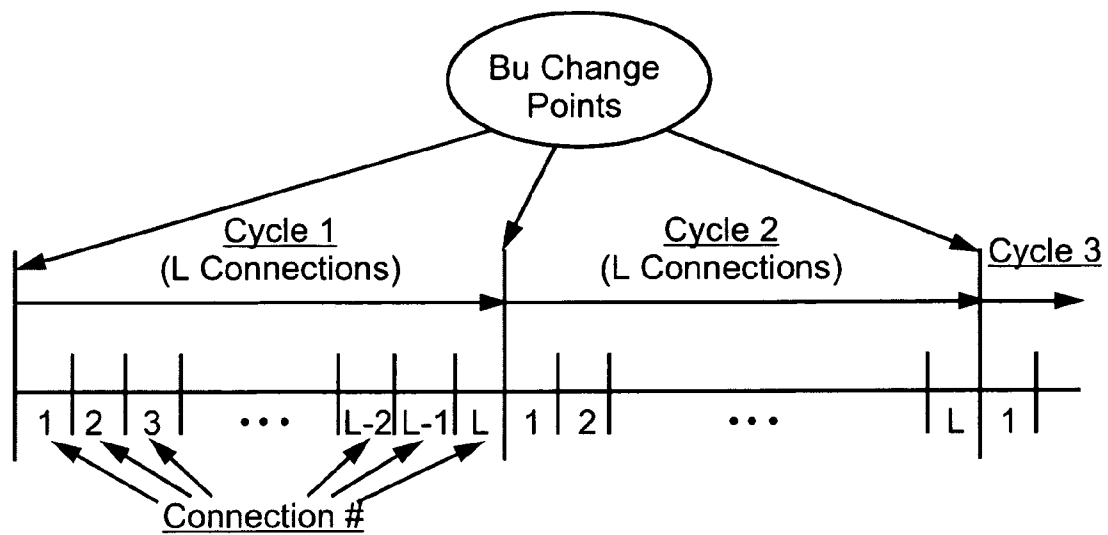 Bu Change
Points
Cycle 1
(L Connections)
Cycle 2
(L Connections)
Cycle 3
1 2 3 ••• L-2 L-1 L 1 2 ••• L 1
Connection #